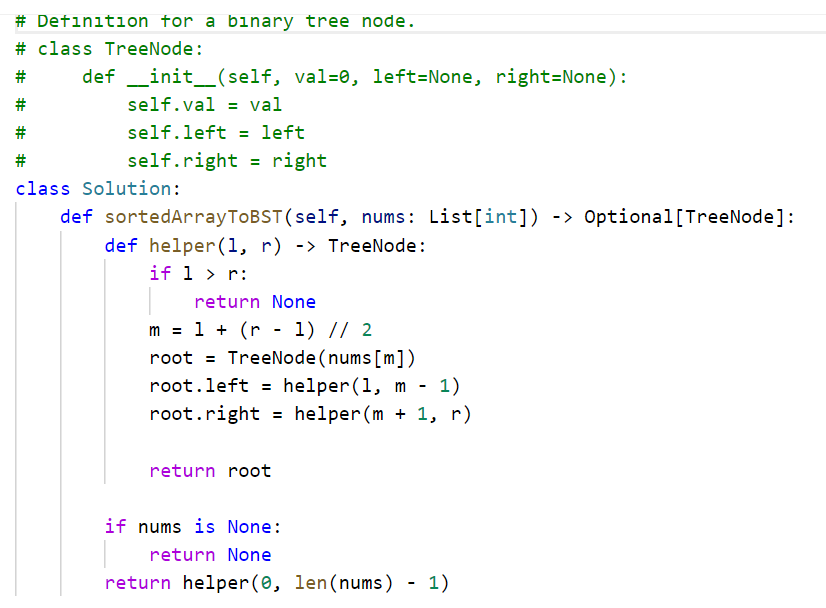 # Definition for a binary tree node.
# class TreeNode:
#     def __init__(self, val=0, left=None, right=None):
#         self.val = val
#         self.left = left
#         self.right = right
class Solution:
    def sortedArrayToBST(self, nums: List[int]) -> Optional[TreeNode]:
        def helper(l, r) -> TreeNode:
            if l > r:
                return None
            m = l + (r - l) // 2
            root = TreeNode(nums[m])
            root.left = helper(l, m - 1)
            root.right = helper(m + 1, r)
            return root
        if nums is None:
            return None
        return helper(0, len(nums) - 1)